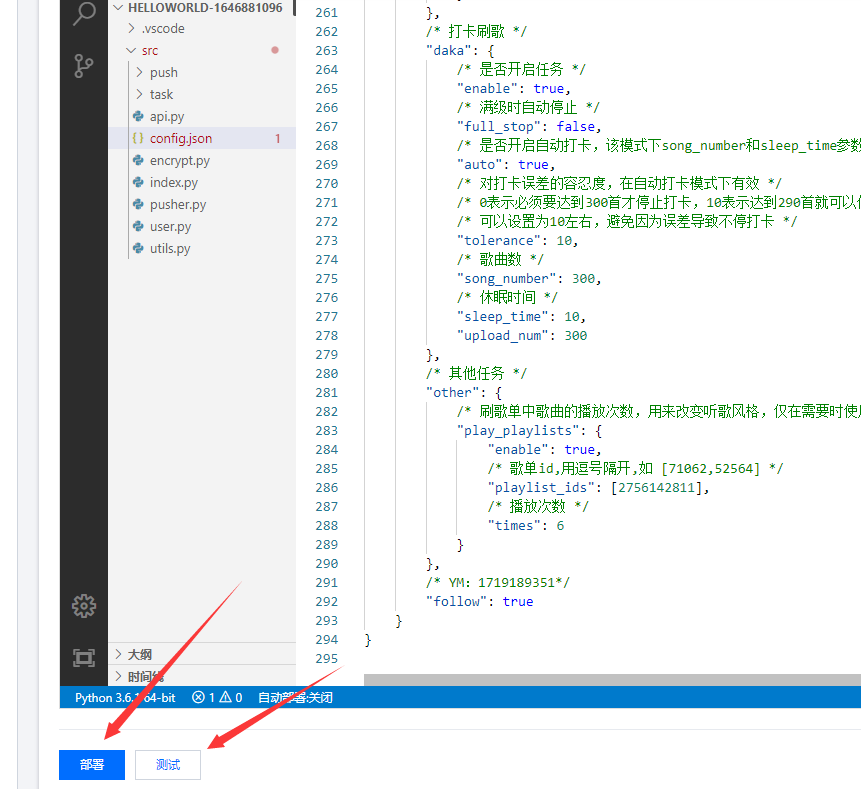 HELLOWORLD-1646881096
.vscode
src
push
task
api.py
config.json 1
encrypt.py
index.py
pusher.py
user.py
utils.py
大纲
时间线
261 },
262 /* 打卡刷歌 */
263 "daka": {
264 /* 是否开启任务 */
265 "enable": true,
266 /* 满级时自动停止 */
267 "full_stop": false,
268 /* 是否开启自动打卡，该模式下song_number和sleep_time参数
269 "auto": true,
270 /* 对打卡误差的容忍度，在自动打卡模式下有效 */
271 /* 0表示必须要达到300首才停止打卡，10表示达到290首就可以
272 /* 可以设置为10左右，避免因为误差导致不停打卡 */
273 "tolerance": 10,
274 /* 歌曲数 */
275 "song_number": 300,
276 /* 休眠时间 */
277 "sleep_time": 10,
278 "upload_num": 300
279 },
280 /* 其他任务 */
281 "other": {
282 /* 刷歌单中歌曲的播放次数，用来改变听歌风格，仅在需要时使
283 "play_playlists": {
284 "enable": true,
285 /* 歌单id,用逗号隔开,如 [71062,52564] */
286 "playlist_ids": [2756142811],
287 /* 播放次数 */
288 "times": 6
289 }
290 },
291 /* YM: 1719189351*/
292 "follow": true
293 }
294 }
295
Python 3.6.1 64-bit 1 0 自动部署:关闭
部署 测试